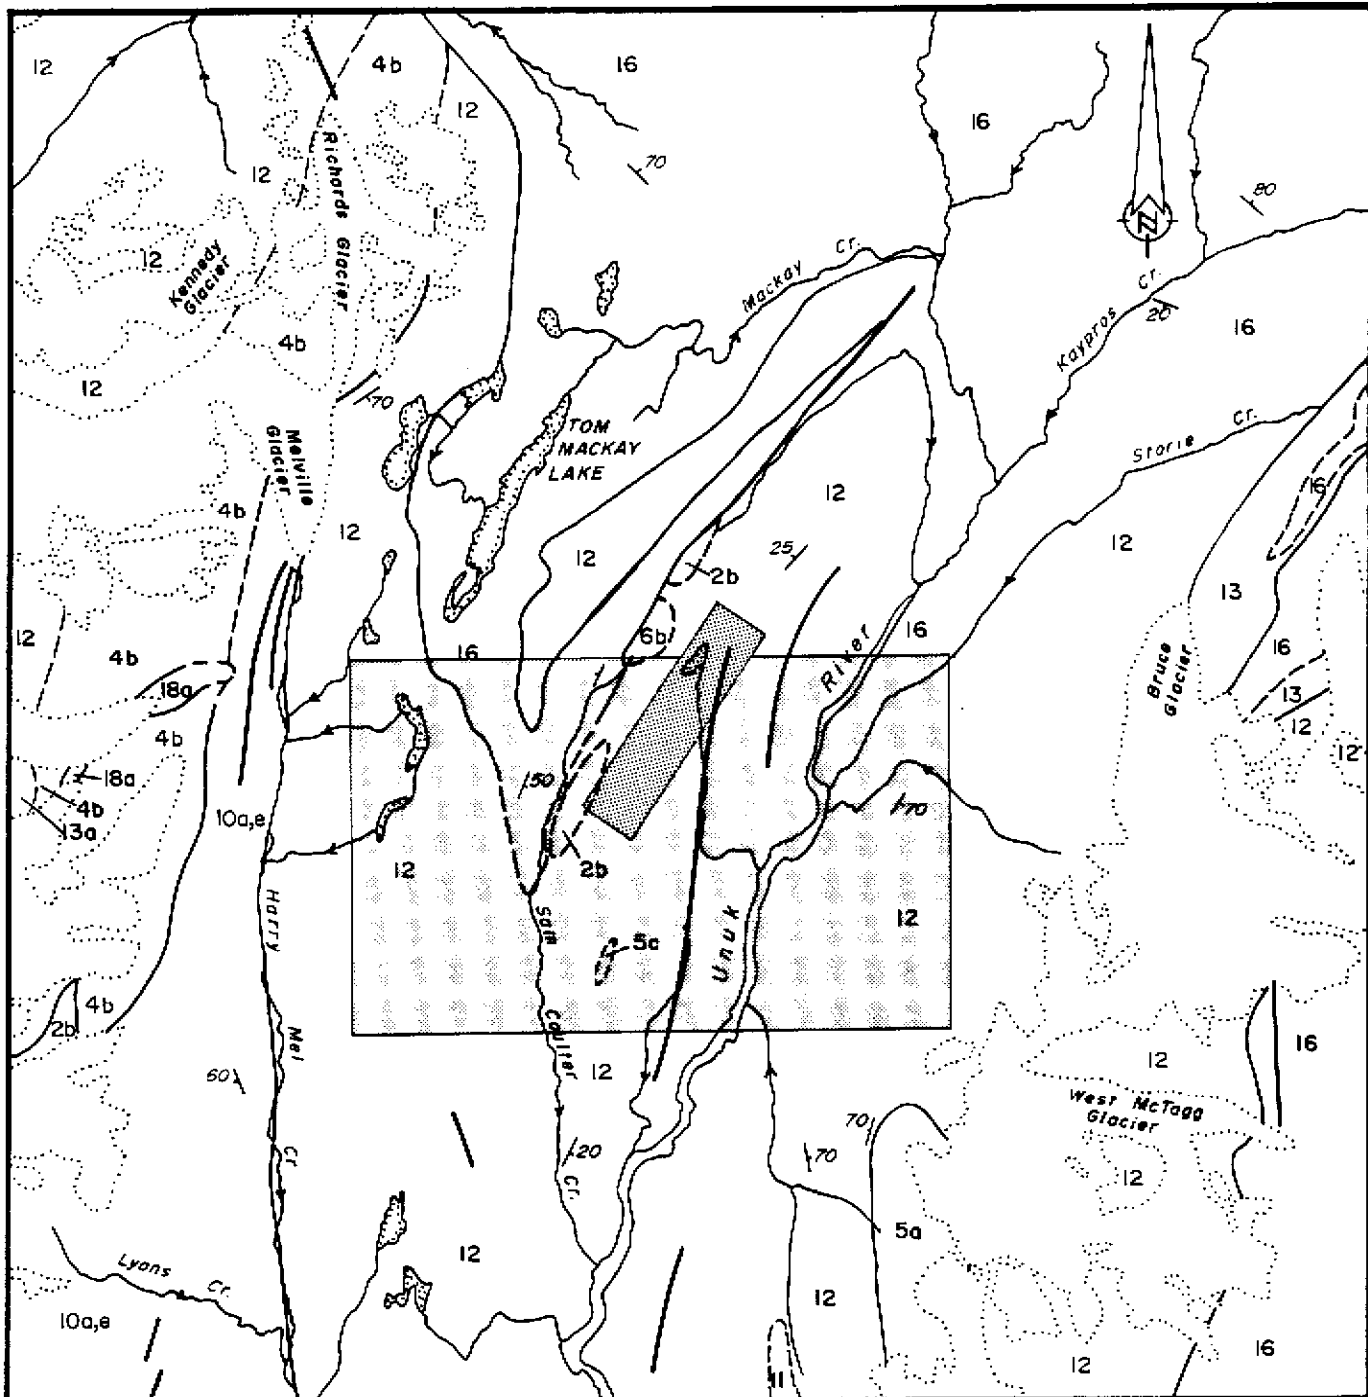 12
4b
16
12
16
12
70
80
Richards Glacier
12
Kennedy
Glacier
Mackay Cr.
Kaypros Cr.
20
16
4b
12
70
Melville
Glacier
TOM
MACKAY
LAKE
Storie Cr.
16
4b
12
12
12
25
12
2b
13
12
4b
6b
16
16
16
River
Bruce
Glacier
18a
13
12
4b
12
18a
50
4b
70
13a
10a,e
12
2b
Harry
Sam
12
5a
Unuk
4b
2b
Mel
Coulter
16
12
12
60
West McTagg
Glacier
70
Cr.
20
70
12
Cr.
5a
12
Lyons Cr.
12
10a,e
16
12
11